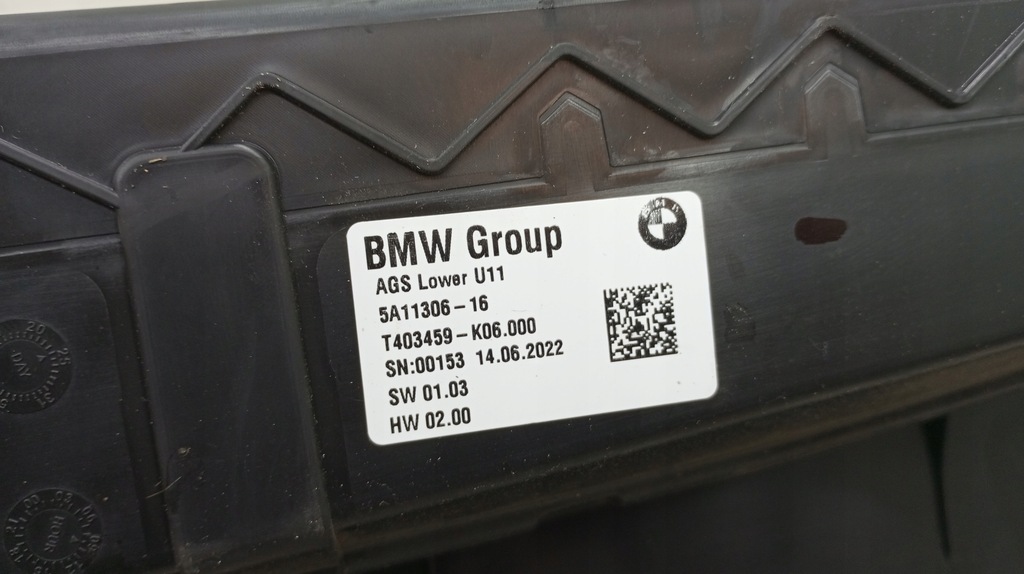 BMW Group
AGS Lower U11
5A11306-16
T403459-K06.000
SN:00153 14.06.2022
SW 01.03
HW 02.00